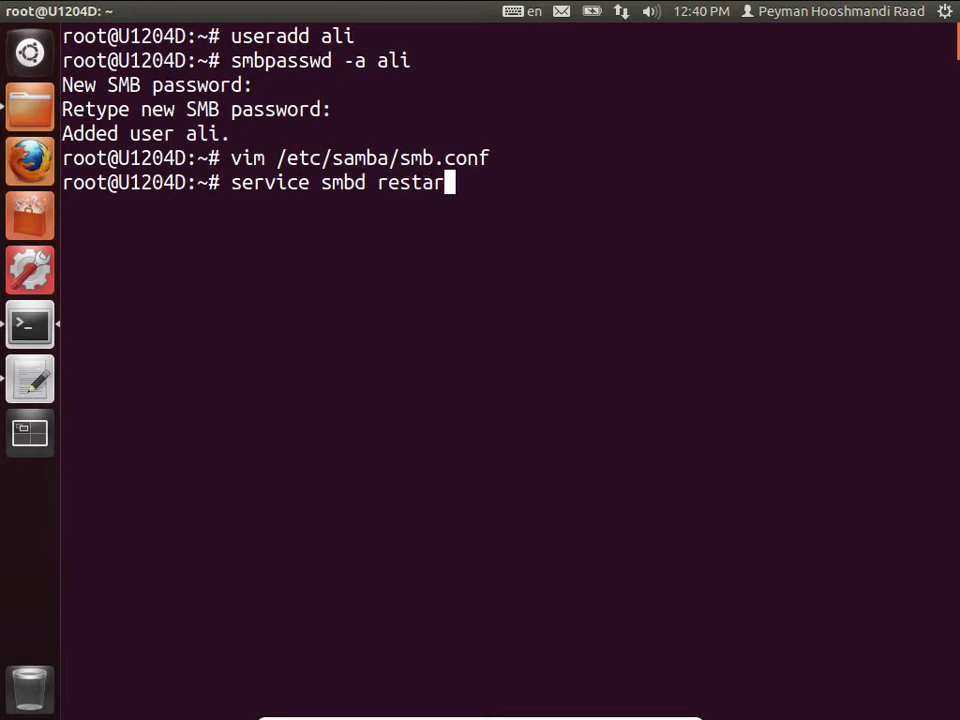 root@U1204D: ~
en
12:40 PM
Peyman Hooshmandi Raad
root@U1204D:~# useradd ali
root@U1204D:~# smbpasswd -a ali
New SMB password:
Retype new SMB password:
Added user ali.
root@U1204D:~# vim /etc/samba/smb.conf
root@U1204D:~# service smbd restar